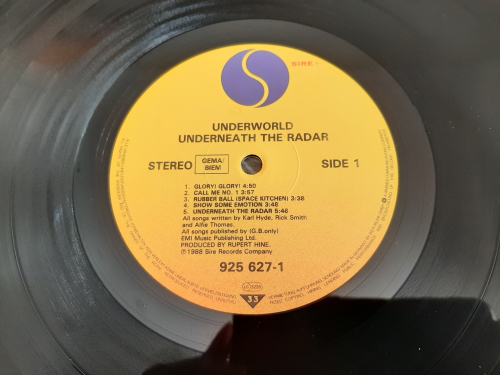 SIRE
UNDERWORLD
UNDERNEATH THE RADAR
STEREO
GEMA/
BIEM
SIDE 1
1. GLORY! GLORY! 4:50
2. CALL ME NO. 1 3:57
3. RUBBER BALL (SPACE KITCHEN) 3:38
4. SHOW SOME EMOTION 3:48
5. UNDERNEATH THE RADAR 5:46
All songs written by Karl Hyde, Rick Smith
and Alfie Thomas.
All songs published by (G.B.only)
EMI Music Publishing Ltd.
PRODUCED BY RUPERT HINE.
℗1988 Sire Records Company
925 627-1
33